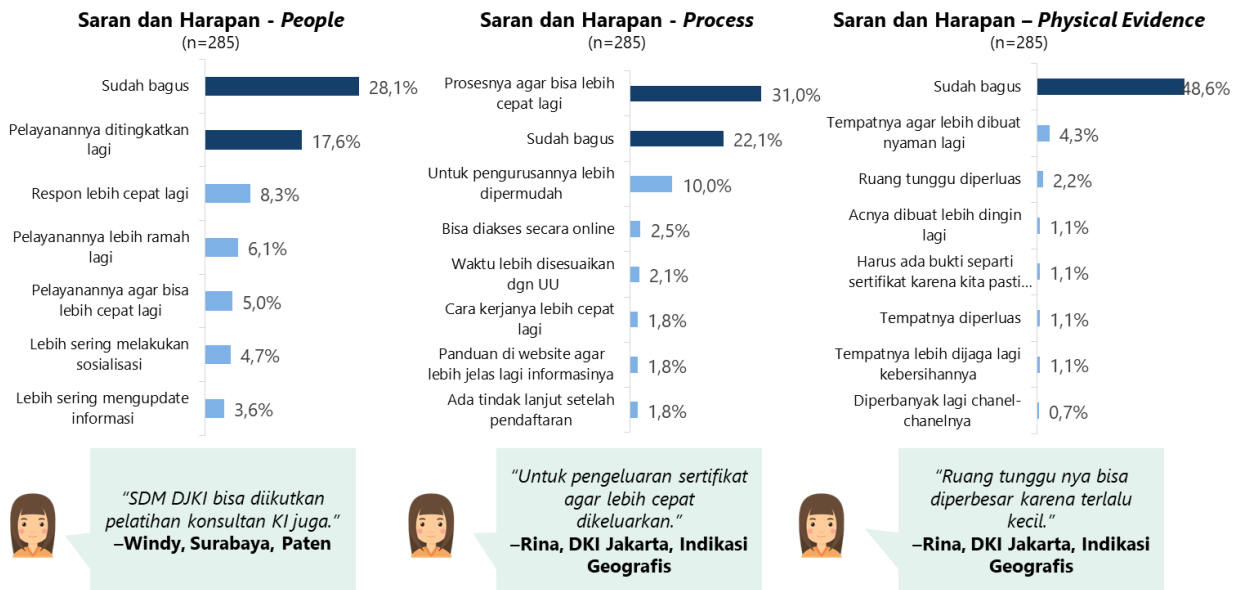 Saran dan Harapan - People
(n=285)
Sudah bagus
28,1%
Pelayanannya ditingkatkan
lagi
17,6%
Respon lebih cepat lagi
8,3%
Pelayanannya lebih ramah
lagi
6,1%
Pelayanannya agar bisa
lebih cepat lagi
5,0%
Lebih sering melakukan
sosialisasi
4,7%
Lebih sering mengupdate
informasi
3,6%
"SDM DJKI bisa diikutkan
pelatihan konsultan KI juga."
–Windy, Surabaya, Paten
Saran dan Harapan - Process
(n=285)
Prosesnya agar bisa lebih
cepat lagi
31,0%
Sudah bagus
22,1%
Untuk pengurusannya lebih
dipermudah
10,0%
Bisa diakses secara online
2,5%
Waktu lebih disesuaikan
dgn UU
2,1%
Cara kerjanya lebih cepat
lagi
1,8%
Panduan di website agar
lebih jelas lagi informasinya
1,8%
Ada tindak lanjut setelah
pendaftaran
1,8%
"Untuk pengeluaran sertifikat
agar lebih cepat
dikeluarkan."
–Rina, DKI Jakarta, Indikasi
Geografis
Saran dan Harapan – Physical Evidence
(n=285)
Sudah bagus
48,6%
Tempatnya agar lebih dibuat
nyaman lagi
4,3%
Ruang tunggu diperluas
2,2%
Acnya dibuat lebih dingin
lagi
1,1%
Harus ada bukti separti
sertifikat karena kita pasti...
1,1%
Tempatnya diperluas
1,1%
Tempatnya lebih dijaga lagi
kebersihannya
1,1%
Diperbanyak lagi chanel-
chanelnya
0,7%
"Ruang tunggu nya bisa
diperbesar karena terlalu
kecil."
–Rina, DKI Jakarta, Indikasi
Geografis